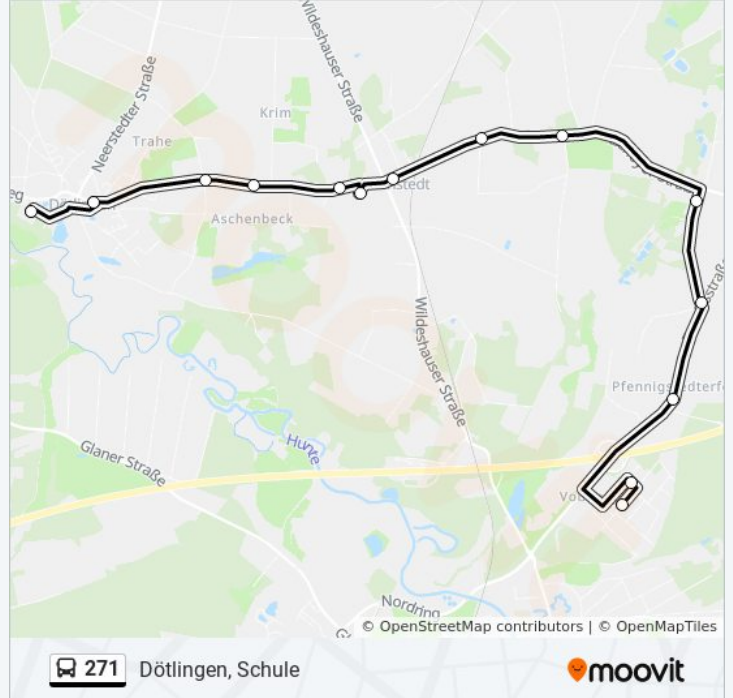 Wildeshauser Straße
Neerstedter Straße
Krim
Trahe
Aschenbeck
Wildeshauser Straße
Pfennigstedterf
Glaner Straße
Hunte
Nordring
© OpenStreetMap contributors | © OpenMapTiles
271 Dötlingen, Schule
moovit